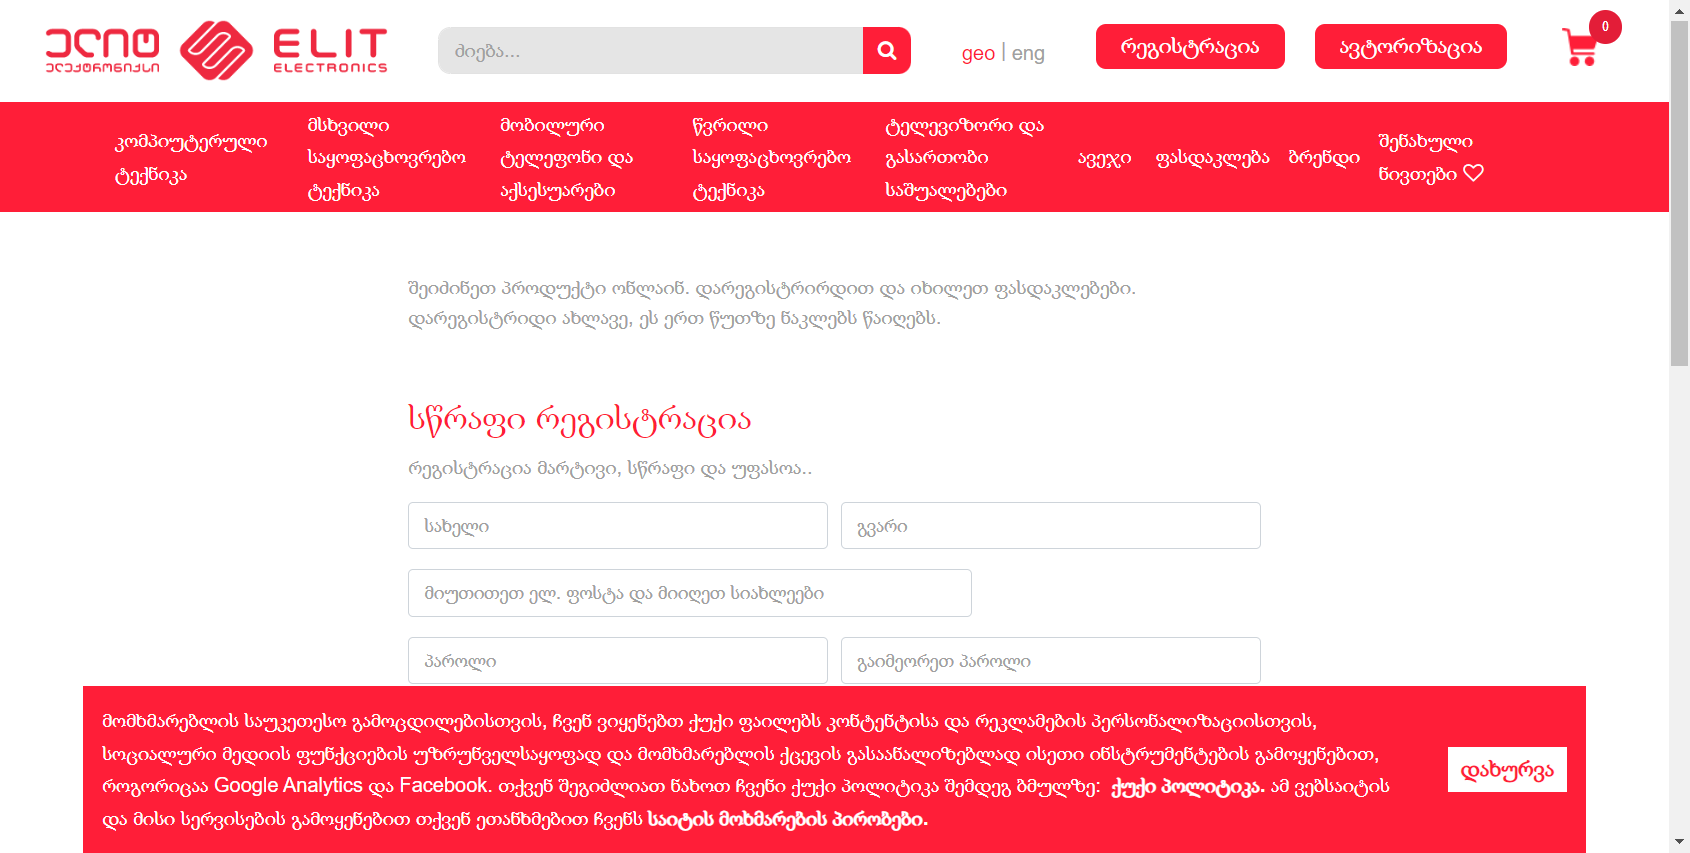 ელიტ
ელექტრონიქსი
ELIT
ELECTRONICS
ძიება...
geo | eng
რეგისტრაცია
ავტორიზაცია
0
კომპიუტერული
ტექნიკა
მსხვილი
საყოფაცხოვრებო
ტექნიკა
მობილური
ტელეფონი და
აქსესუარები
წვრილი
საყოფაცხოვრებო
ტექნიკა
ტელევიზორი და
გასართობი
საშუალებები
ავეჯი
ფასდაკლება
ბრენდი
შენახული
ნივთები
შეიძინეთ პროდუქტი ონლაინ. დარეგისტრირდით და იხილეთ ფასდაკლებები.
დარეგისტრიდი ახლავე, ეს ერთ წუთზე ნაკლებს წაიღებს.
სწრაფი რეგისტრაცია
რეგისტრაცია მარტივი, სწრაფი და უფასოა..
სახელი
გვარი
მიუთითეთ ელ. ფოსტა და მიიღეთ სიახლეები
პაროლი
გაიმეორეთ პაროლი
მომხმარებლის საუკეთესო გამოცდილებისთვის, ჩვენ ვიყენებთ ქუქი ფაილებს კონტენტისა და რეკლამების პერსონალიზაციისთვის,
სოციალური მედიის ფუნქციების უზრუნველსაყოფად და მომხმარებლის ქცევის გასაანალიზებლად ისეთი ინსტრუმენტების გამოყენებით,
როგორიცაა Google Analytics და Facebook. თქვენ შეგიძლიათ ნახოთ ჩვენი ქუქი პოლიტიკა შემდეგ ბმულზე: ქუქი პოლიტიკა. ამ ვებსაიტის
და მისი სერვისების გამოყენებით თქვენ ეთანხმებით ჩვენს საიტის მოხმარების პირობები.
დახურვა